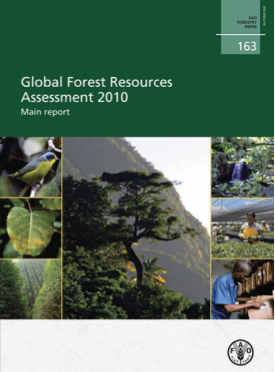 FAO
FORESTRY
PAPER
163
Global Forest Resources
Assessment 2010
Main report
F A O